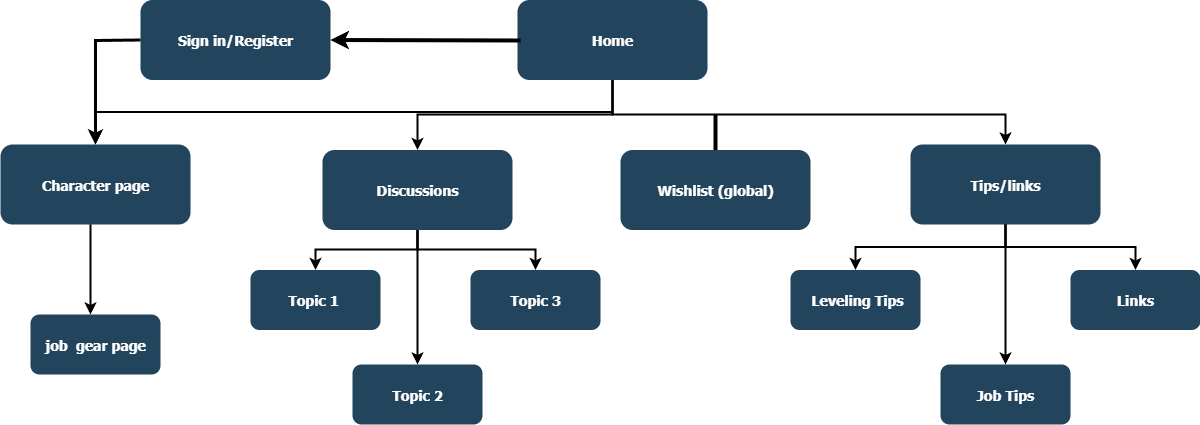 Sign in/Register
Home
Character page
Discussions
Wishlist (global)
Tips/links
Topic 1
Topic 3
Leveling Tips
Links
job  gear page
Topic 2
Job Tips